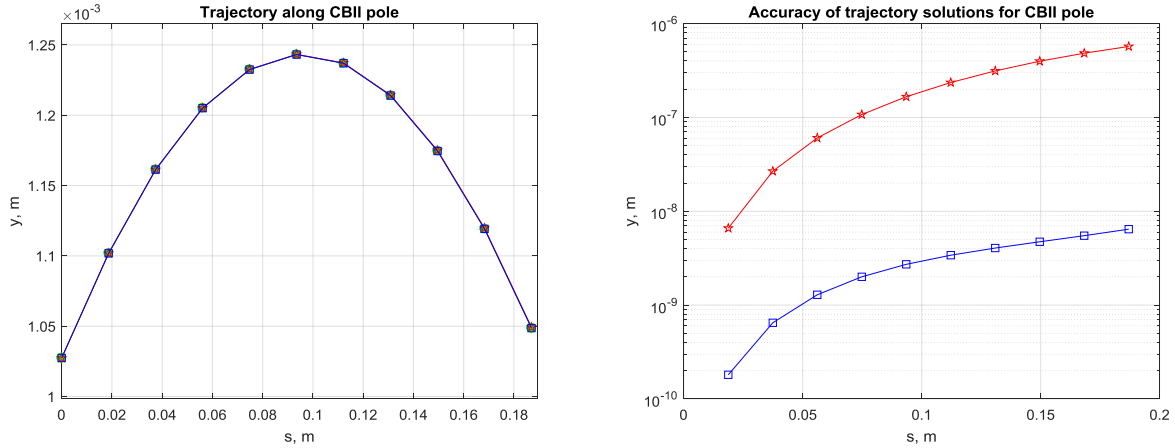 Trajectory along CBII pole
×10⁻³
1.25
1.2
1.15
1.1
1.05
1
y, m
0 0.02 0.04 0.06 0.08 0.1 0.12 0.14 0.16 0.18
s, m
Accuracy of trajectory solutions for CBII pole
10⁻⁶
10⁻⁷
10⁻⁸
10⁻⁹
10⁻¹⁰
y, m
0 0.05 0.1 0.15 0.2
s, m